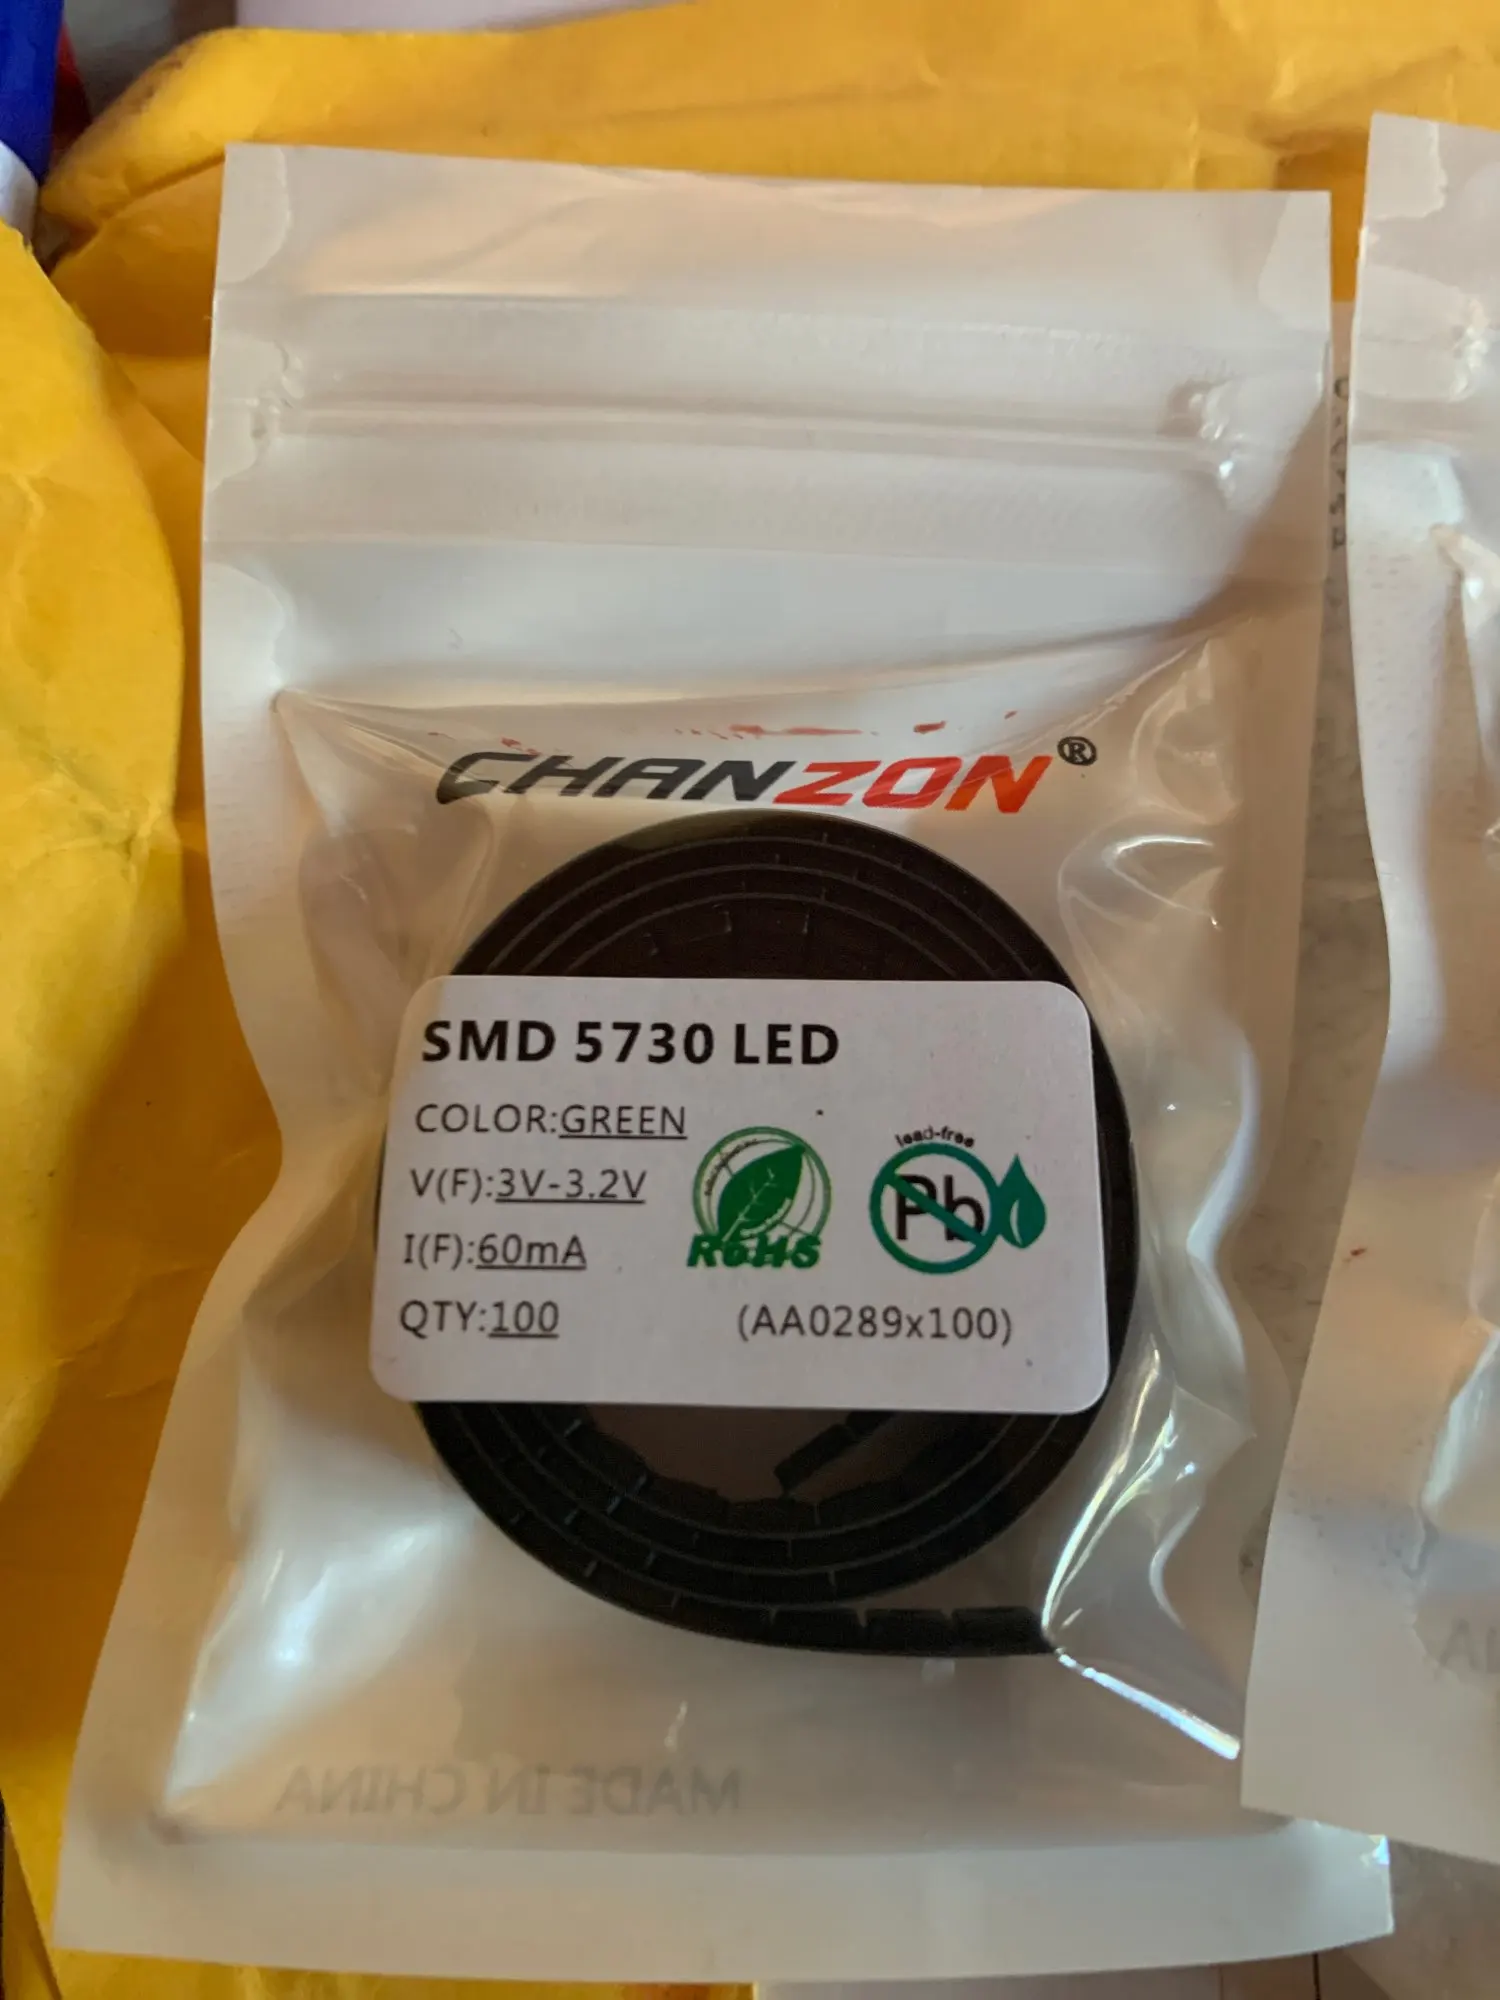 CHANZON®
SMD 5730 LED
COLOR:GREEN
V(F):3V-3.2V
I(F):60mA
QTY:100
RoHS
lead-free
Pb
(AA0289x100)
MADE IN CHINA